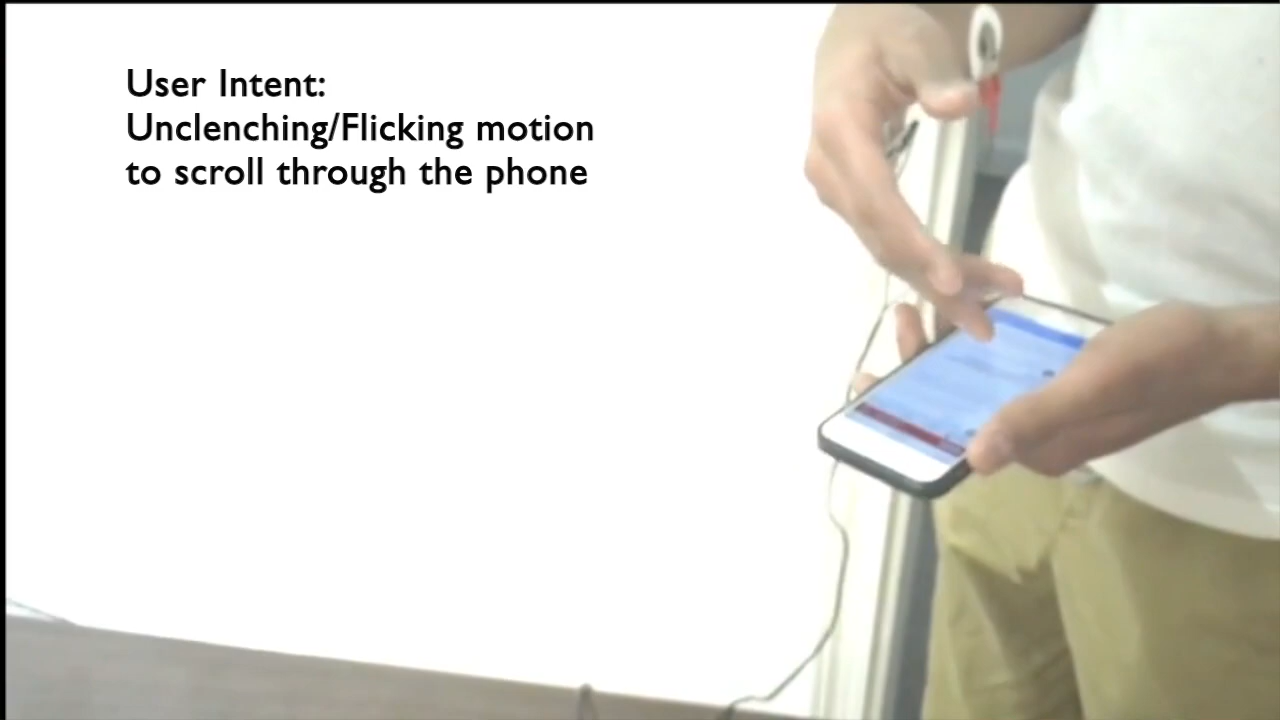 User Intent:
Unclenching/Flicking motion
to scroll through the phone